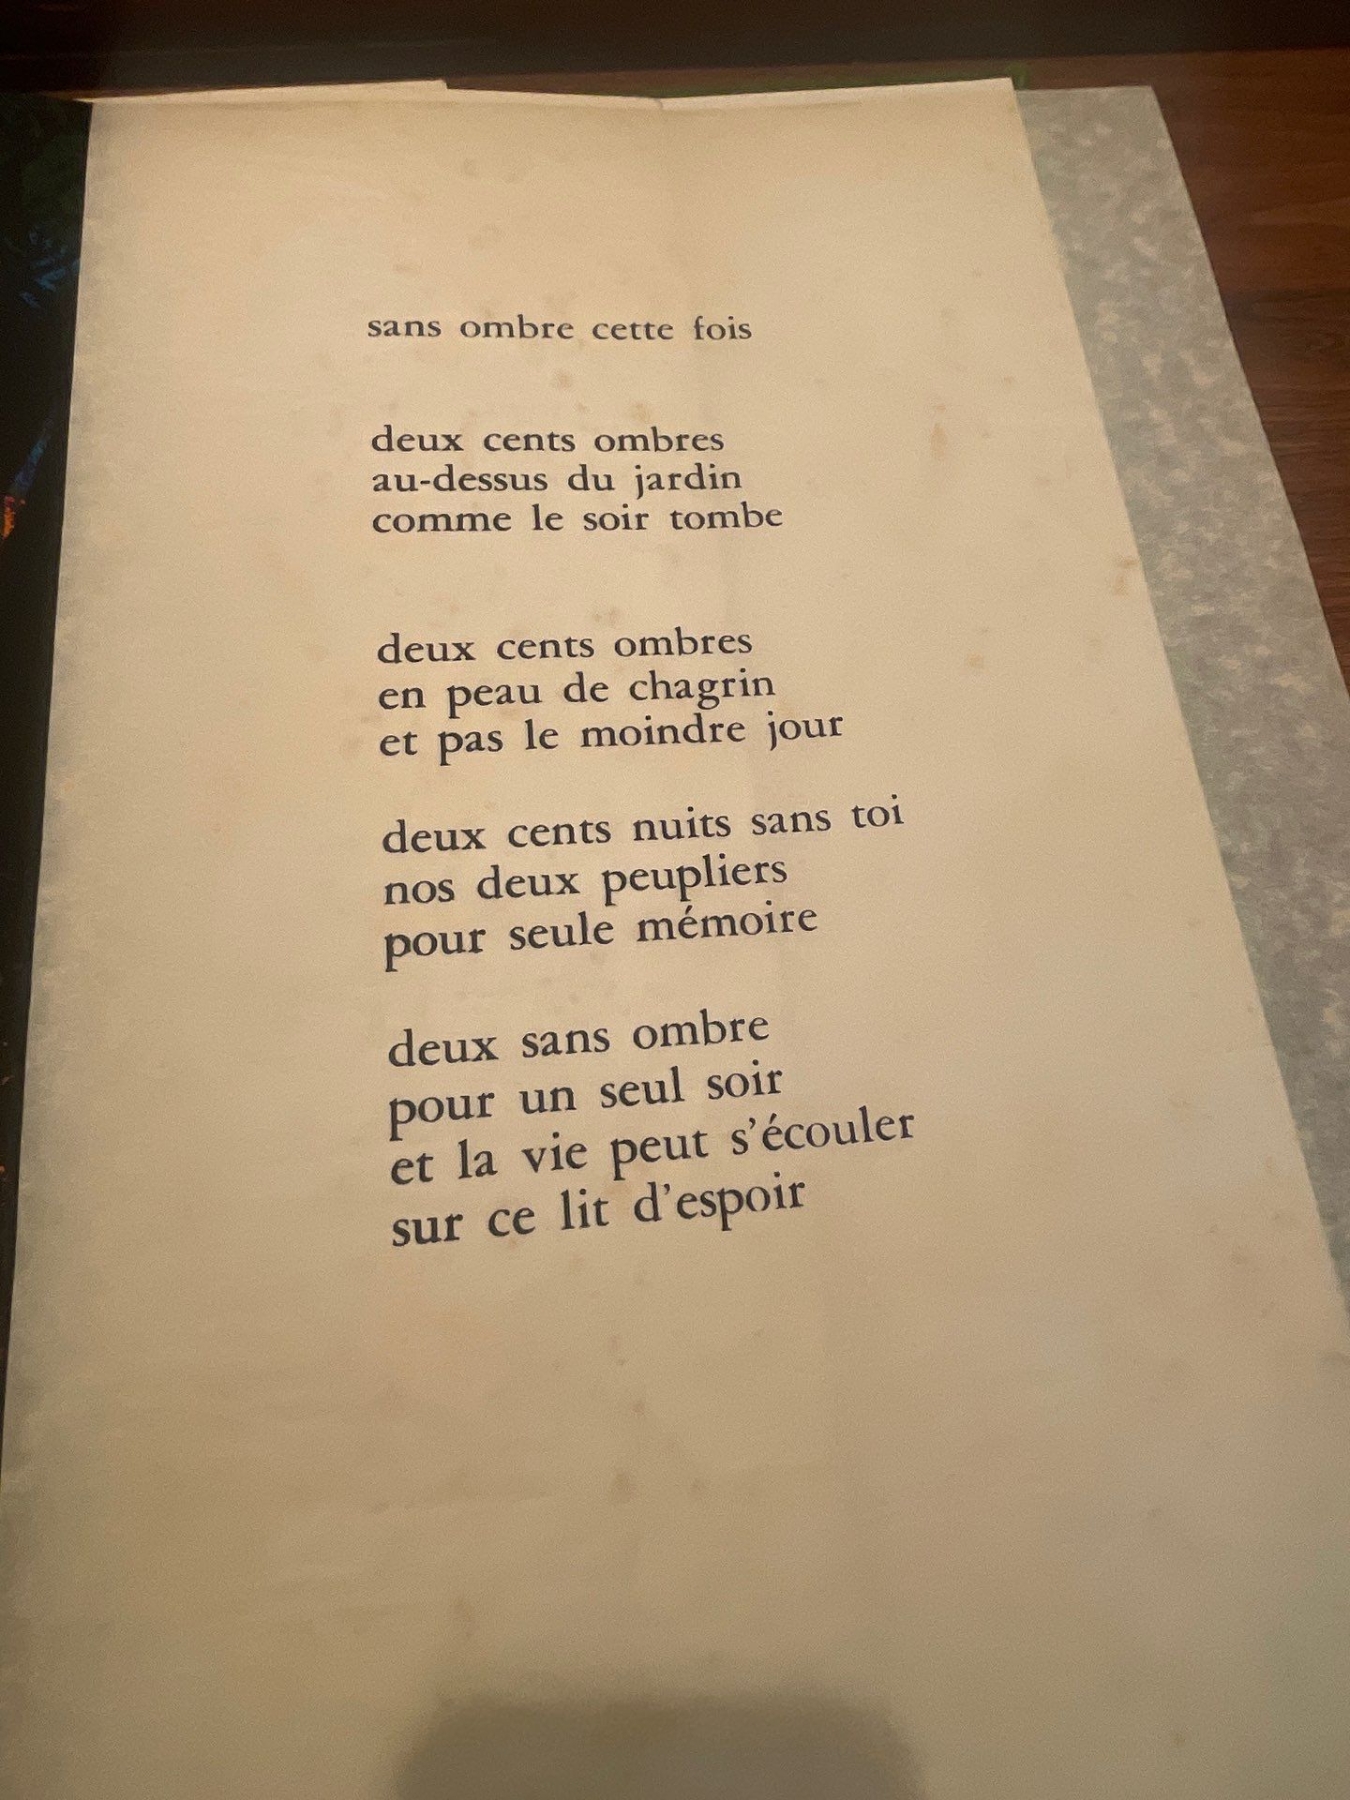 sans ombre cette fois
deux cents ombres
au-dessus du jardin
comme le soir tombe
deux cents ombres
en peau de chagrin
et pas le moindre jour
deux cents nuits sans toi
nos deux peupliers
pour seule mémoire
deux sans ombre
pour un seul soir
et la vie peut s'écouler
sur ce lit d'espoir